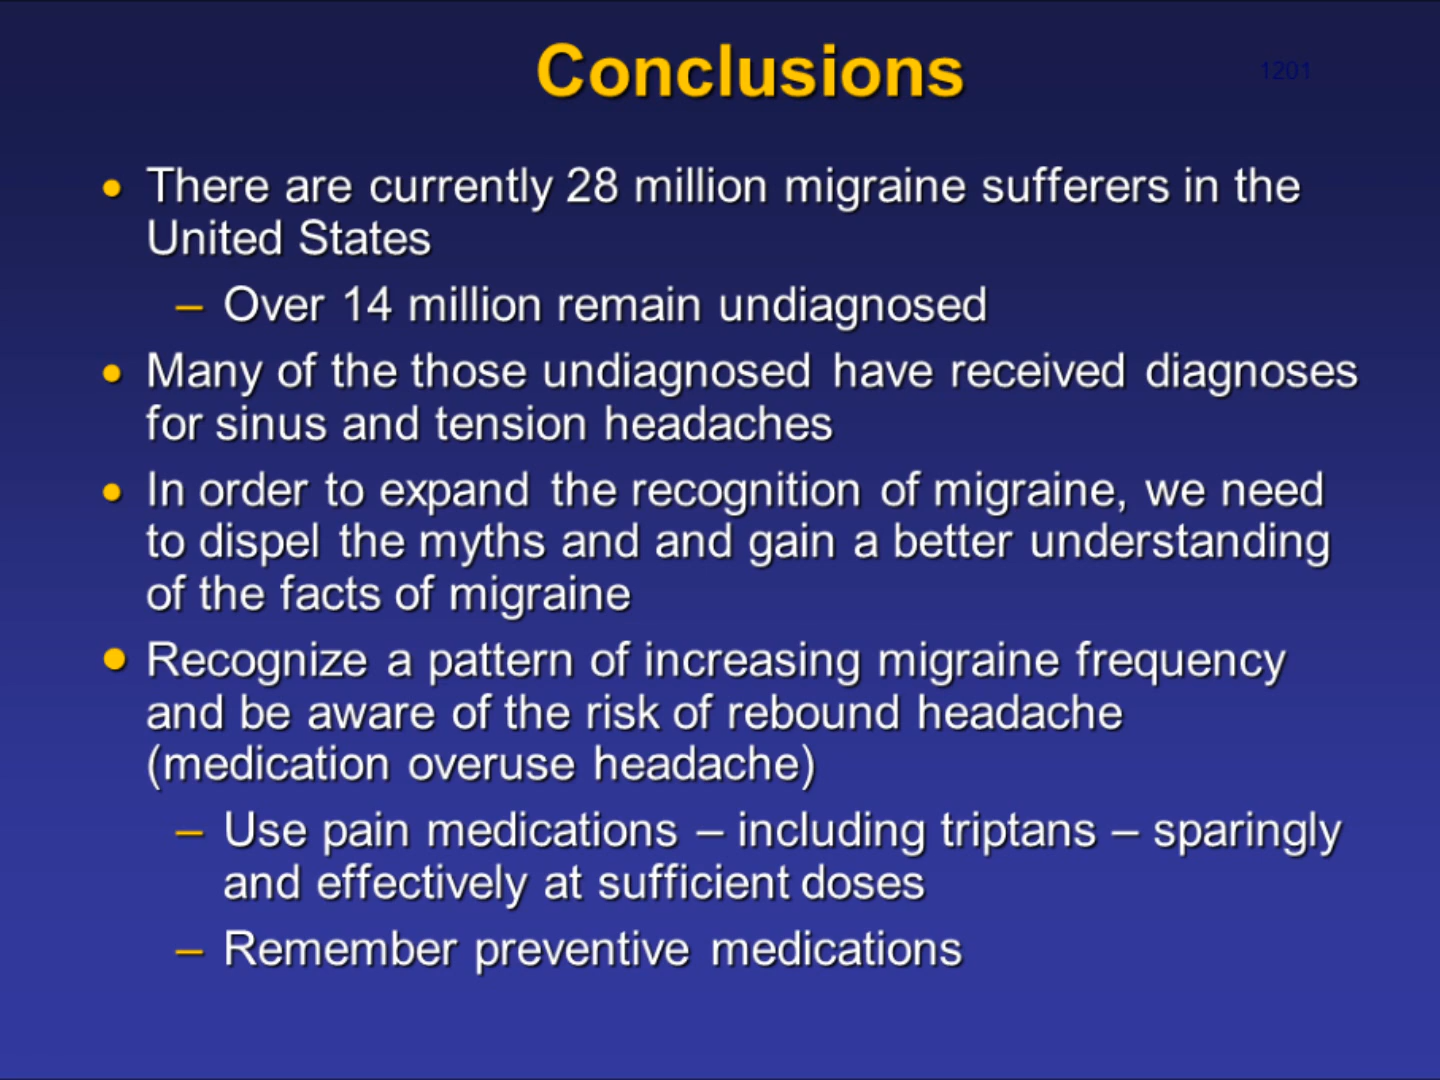 Conclusions
1201
• There are currently 28 million migraine sufferers in the
United States
– Over 14 million remain undiagnosed
• Many of the those undiagnosed have received diagnoses
for sinus and tension headaches
• In order to expand the recognition of migraine, we need
to dispel the myths and and gain a better understanding
of the facts of migraine
• Recognize a pattern of increasing migraine frequency
and be aware of the risk of rebound headache
(medication overuse headache)
– Use pain medications – including triptans – sparingly
and effectively at sufficient doses
– Remember preventive medications